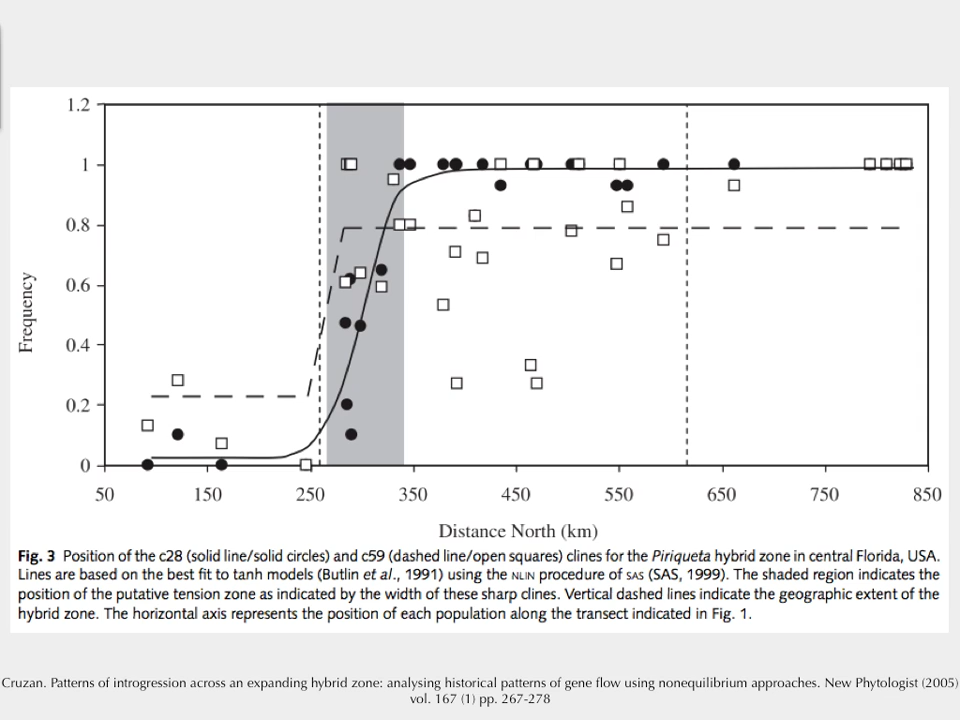 1.2
1
0.8
0.6
0.4
0.2
0
Frequency
50 150 250 350 450 550 650 750 850
Distance North (km)
Fig. 3 Position of the c28 (solid line/solid circles) and c59 (dashed line/open squares) clines for the Piriqueta hybrid zone in central Florida, USA.
Lines are based on the best fit to tanh models (Butlin et al., 1991) using the NLIN procedure of SAS (SAS, 1999). The shaded region indicates the
position of the putative tension zone as indicated by the width of these sharp clines. Vertical dashed lines indicate the geographic extent of the
hybrid zone. The horizontal axis represents the position of each population along the transect indicated in Fig. 1.
Cruzan. Patterns of introgression across an expanding hybrid zone: analysing historical patterns of gene flow using nonequilibrium approaches. New Phytologist (2005)
vol. 167 (1) pp. 267-278